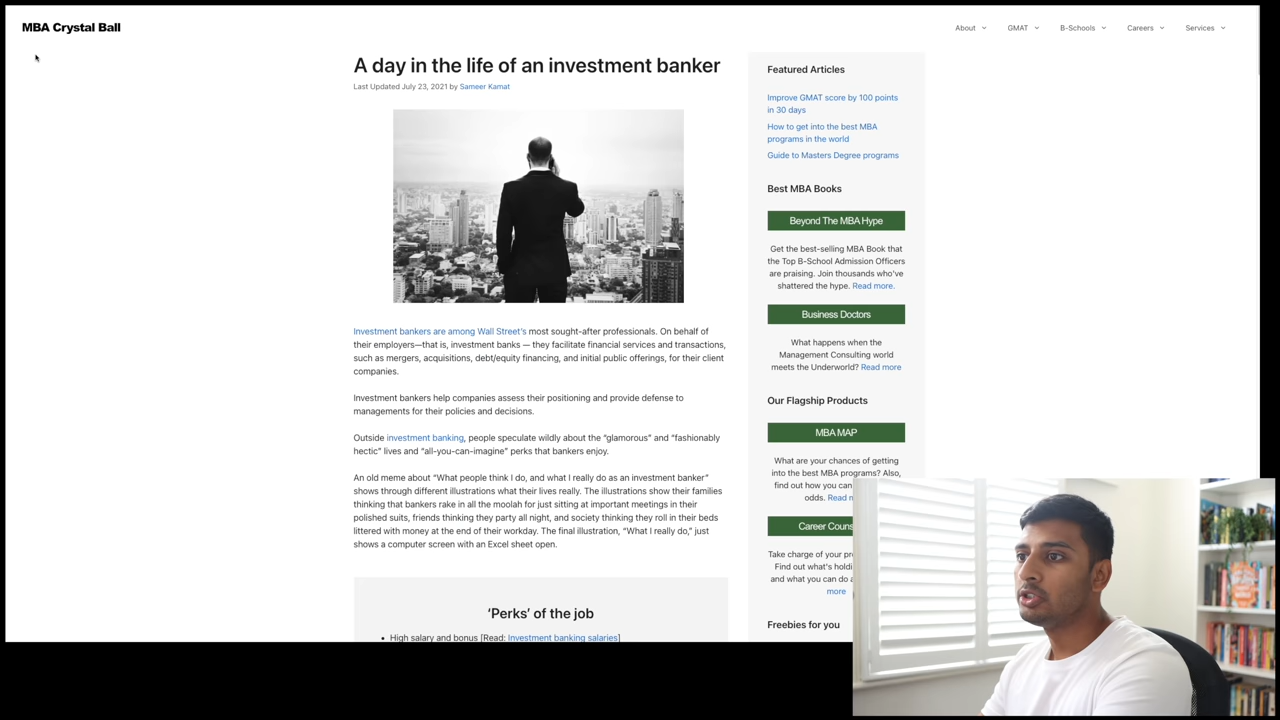 MBA Crystal Ball
About
GMAT
B-Schools
Careers
Services
A day in the life of an investment banker
Last Updated July 23, 2021 by Sameer Kamat
Investment bankers are among Wall Street's most sought-after professionals. On behalf of
their employers—that is, investment banks — they facilitate financial services and transactions,
such as mergers, acquisitions, debt/equity financing, and initial public offerings, for their client
companies.
Investment bankers help companies assess their positioning and provide defense to
managements for their policies and decisions.
Outside investment banking, people speculate wildly about the “glamorous” and “fashionably
hectic” lives and “all-you-can-imagine” perks that bankers enjoy.
An old meme about “What people think I do, and what I really do as an investment banker”
shows through different illustrations what their lives really. The illustrations show their families
thinking that bankers rake in all the moolah for just sitting at important meetings in their
polished suits, friends thinking they party all night, and society thinking they roll in their beds
littered with money at the end of their workday. The final illustration, “What I really do,” just
shows a computer screen with an Excel sheet open.
‘Perks’ of the job
• High salary and bonus [Read: Investment banking salaries]
Featured Articles
Improve GMAT score by 100 points
in 30 days
How to get into the best MBA
programs in the world
Guide to Masters Degree programs
Best MBA Books
Beyond The MBA Hype
Get the best-selling MBA Book that
the Top B-School Admission Officers
are praising. Join thousands who've
shattered the hype. Read more.
Business Doctors
What happens when the
Management Consulting world
meets the Underworld? Read more
Our Flagship Products
MBA MAP
What are your chances of getting
into the best MBA programs? Also,
find out how you can
odds. Read
Career
Take charge of your
Find out what's
and what you can do
more
Freebies for you